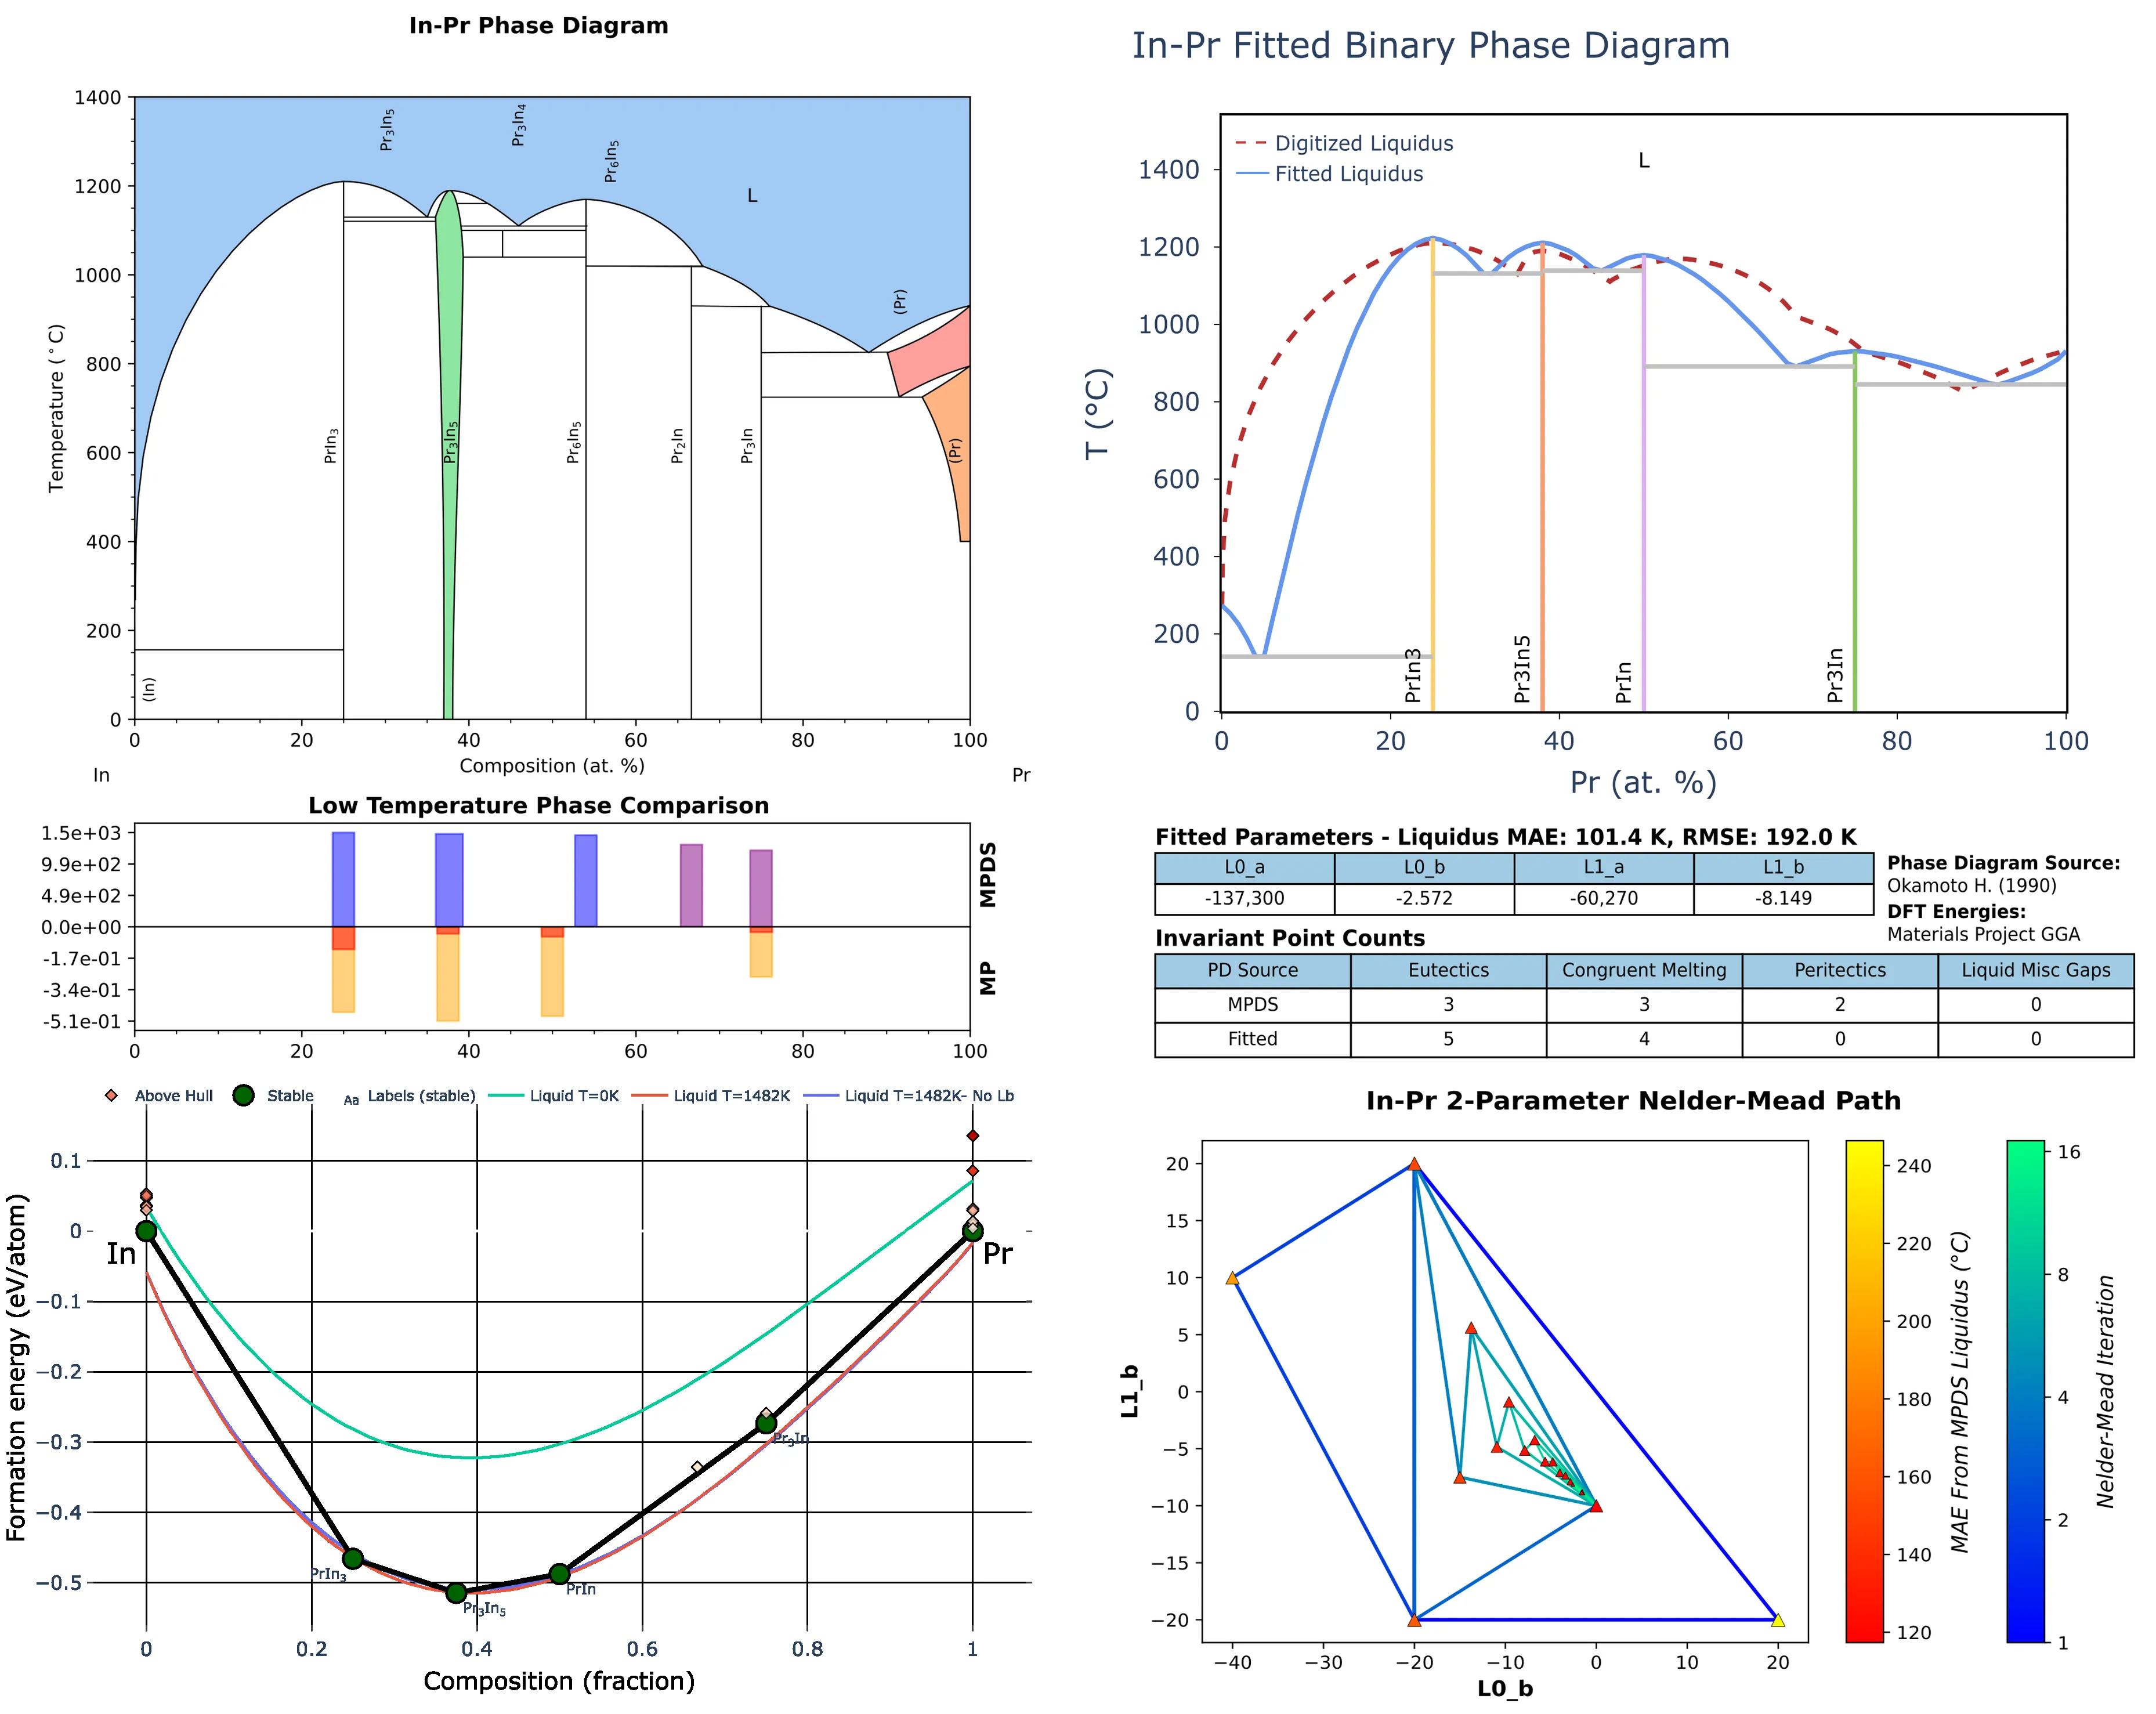 In-Pr Phase Diagram
Temperature (°C)
1400
1200
1000
800
600
400
200
0
Pr3In5
Pr3In4
Pr6In5
L
(Pr)
PrIn3
Pr3In5
Pr6In5
Pr2In
Pr3In
(Pr)
(In)
0 20 40 60 80 100
Composition (at. %)
In Pr
In-Pr Fitted Binary Phase Diagram
Digitized Liquidus
Fitted Liquidus
L
T (°C)
1400
1200
1000
800
600
400
200
0
PrIn3
Pr3In5
PrIn
Pr3In
0 20 40 60 80 100
Pr (at. %)
Low Temperature Phase Comparison
1.5e+03
9.9e+02
4.9e+02
0.0e+00
-1.7e-01
-3.4e-01
-5.1e-01
MPDS
MP
0 20 40 60 80 100
Fitted Parameters - Liquidus MAE: 101.4 K, RMSE: 192.0 K
L0_a L0_b L1_a L1_b
-137,300 -2.572 -60,270 -8.149
Phase Diagram Source:
Okamoto H. (1990)
DFT Energies:
Materials Project GGA
Invariant Point Counts
PD Source Eutectics Congruent Melting Peritectics Liquid Misc Gaps
MPDS 3 3 2 0
Fitted 5 4 0 0
Above Hull Stable Aa Labels (stable) Liquid T=0K Liquid T=1482K Liquid T=1482K- No Lb
Formation energy (eV/atom)
0.1
0
−0.1
−0.2
−0.3
−0.4
−0.5
In
Pr
PrIn3
Pr3In5
PrIn
Pr3In
0 0.2 0.4 0.6 0.8 1
Composition (fraction)
In-Pr 2-Parameter Nelder-Mead Path
L1_b
20
15
10
5
0
−5
−10
−15
−20
−40 −30 −20 −10 0 10 20
L0_b
240
220
200
180
160
140
120
MAE From MPDS Liquidus (°C)
16
8
4
2
1
Nelder-Mead Iteration